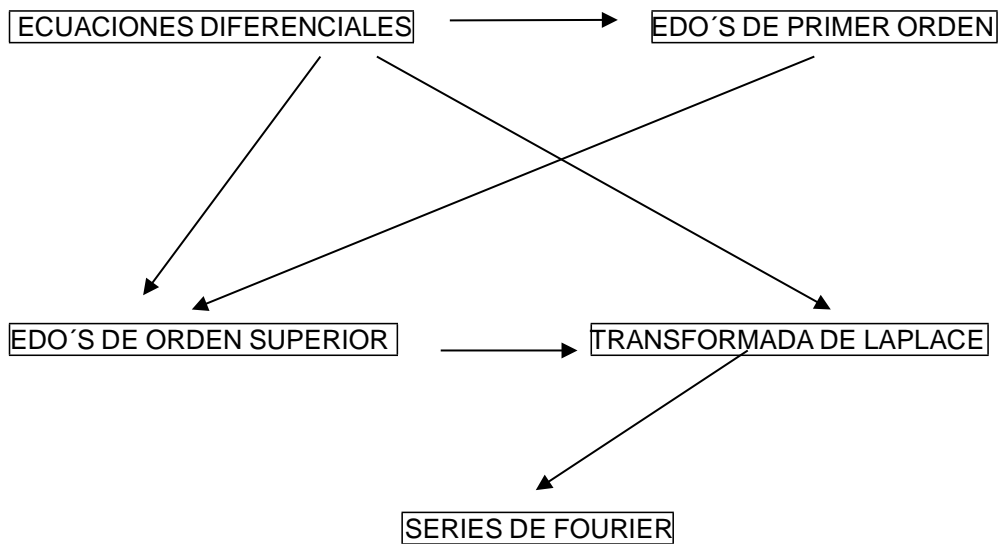 ECUACIONES DIFERENCIALES
EDO´S DE PRIMER ORDEN
EDO´S DE ORDEN SUPERIOR
TRANSFORMADA DE LAPLACE
SERIES DE FOURIER